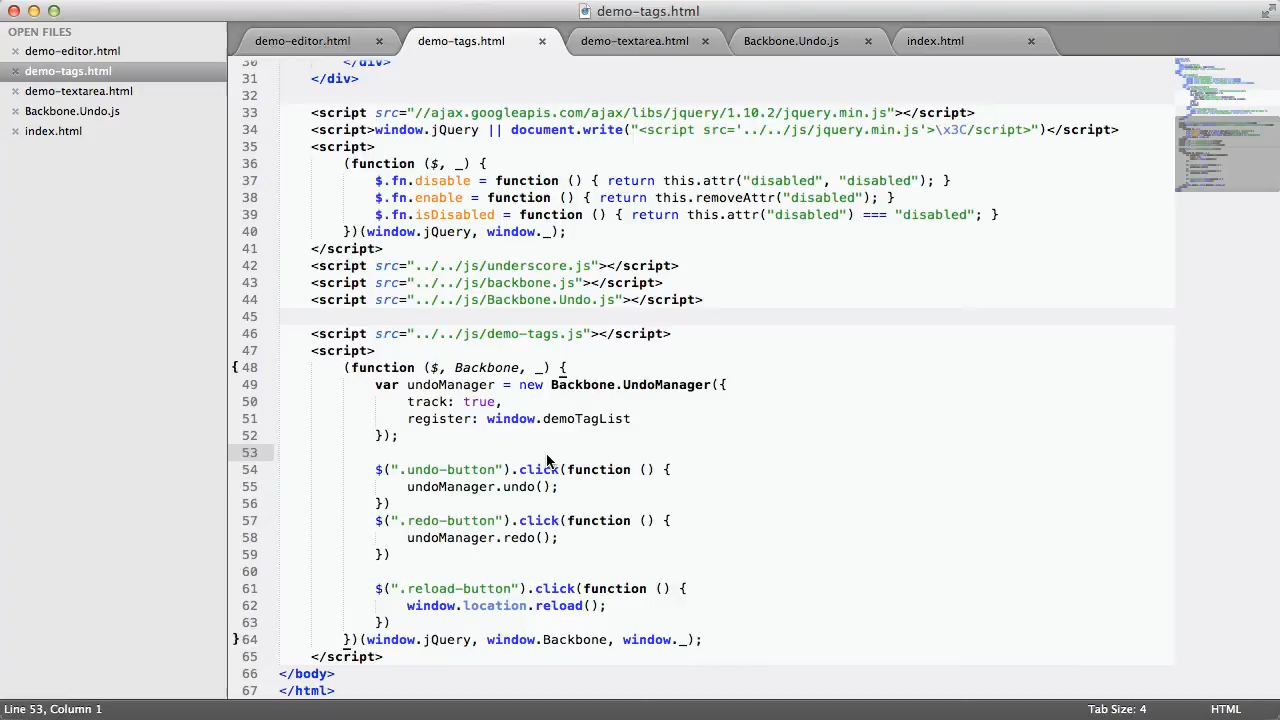 demo-tags.html
OPEN FILES
demo-editor.html
demo-tags.html
demo-textarea.html
Backbone.Undo.js
index.html
demo-editor.html
demo-tags.html
demo-textarea.html
Backbone.Undo.js
index.html
30 </div>
31 </div>
32
33 <script src="//ajax.googleapis.com/ajax/libs/jquery/1.10.2/jquery.min.js"></script>
34 <script>window.jQuery || document.write("<script src='../../js/jquery.min.js'>\x3C/script>")</script>
35 <script>
36 (function ($, _) {
37 $.fn.disable = function () { return this.attr("disabled", "disabled"); }
38 $.fn.enable = function () { return this.removeAttr("disabled"); }
39 $.fn.isDisabled = function () { return this.attr("disabled") === "disabled"; }
40 })(window.jQuery, window._);
41 </script>
42 <script src="../../js/underscore.js"></script>
43 <script src="../../js/backbone.js"></script>
44 <script src="../../js/Backbone.Undo.js"></script>
45
46 <script src="../../js/demo-tags.js"></script>
47 <script>
{ 48 (function ($, Backbone, _) {
49 var undoManager = new Backbone.UndoManager({
50 track: true,
51 register: window.demoTagList
52 });
53
54 $(".undo-button").click(function () {
55 undoManager.undo();
56 })
57 $(".redo-button").click(function () {
58 undoManager.redo();
59 })
60
61 $(".reload-button").click(function () {
62 window.location.reload();
63 })
} 64 })(window.jQuery, window.Backbone, window._);
65 </script>
66 </body>
67 </html>
Line 53, Column 1
Tab Size: 4
HTML